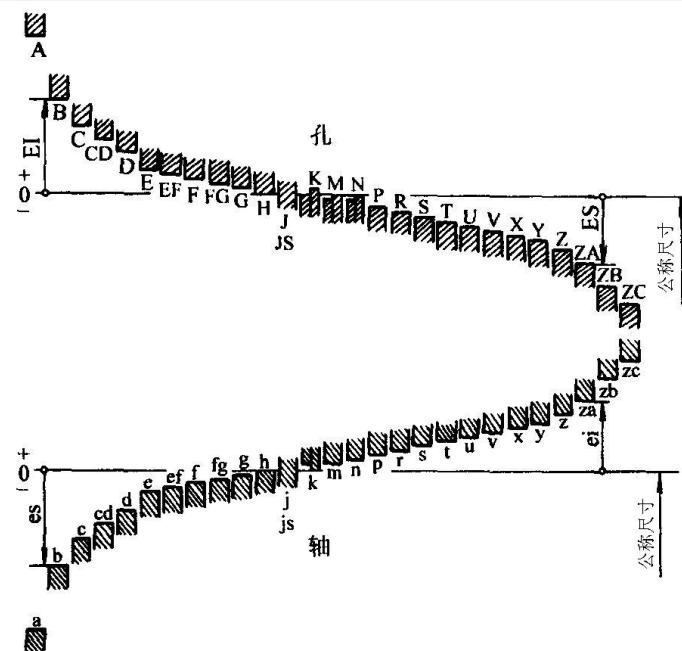 A
B
C
CD
D
E
EF
F
FG
G
H
J
JS
K
M
N
P
R
S
T
U
V
X
Y
Z
ZA
ZB
ZC
孔
EI
+
0
−
ES
公称尺寸
zc
zb
za
z
y
x
v
u
t
s
r
p
n
m
k
j
js
h
g
fg
f
ef
e
d
cd
c
b
a
+
0
−
es
ei
轴
公称尺寸